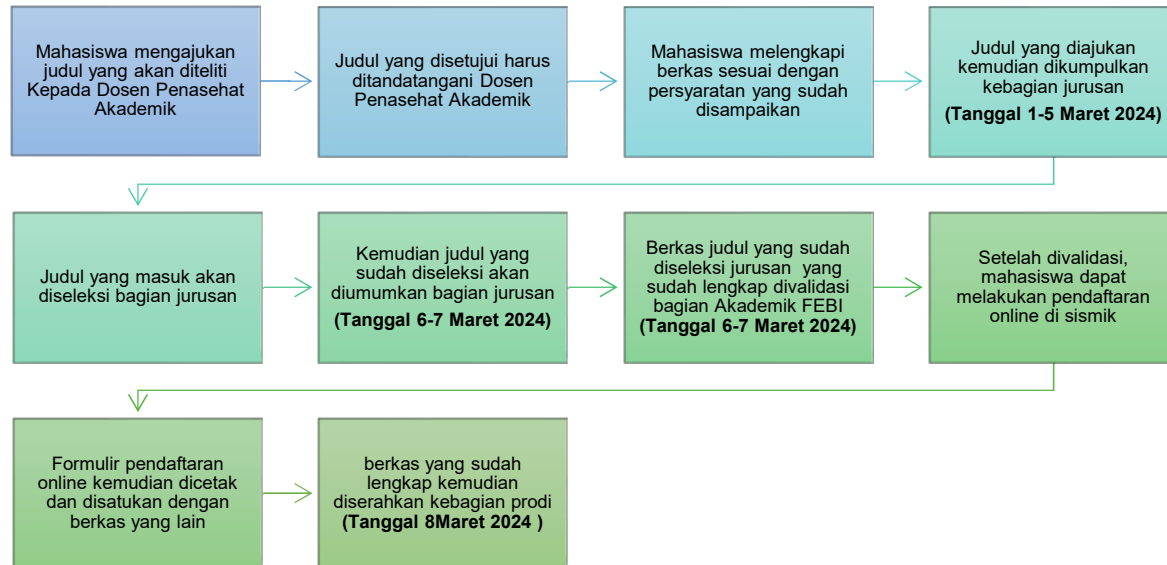 Mahasiswa mengajukan
judul yang akan diteliti
Kepada Dosen Penasehat
Akademik
Judul yang disetujui harus
ditandatangani Dosen
Penasehat Akademik
Mahasiswa melengkapi
berkas sesuai dengan
persyaratan yang sudah
disampaikan
Judul yang diajukan
kemudian dikumpulkan
kebagian jurusan
(Tanggal 1-5 Maret 2024)
Judul yang masuk akan
diseleksi bagian jurusan
Kemudian judul yang
sudah diseleksi akan
diumumkan bagian jurusan
(Tanggal 6-7 Maret 2024)
Berkas judul yang sudah
diseleksi jurusan yang
sudah lengkap divalidasi
bagian Akademik FEBI
(Tanggal 6-7 Maret 2024)
Setelah divalidasi,
mahasiswa dapat
melakukan pendaftaran
online di sismik
Formulir pendaftaran
online kemudian dicetak
dan disatukan dengan
berkas yang lain
berkas yang sudah
lengkap kemudian
diserahkan kebagian prodi
(Tanggal 8Maret 2024 )